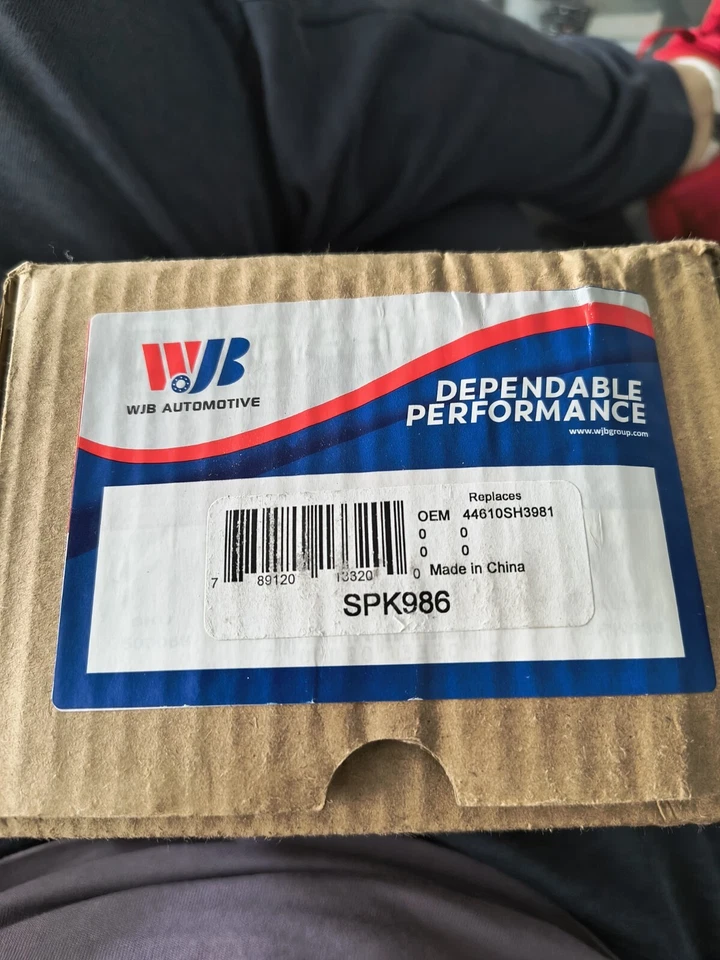 WJB
WJB AUTOMOTIVE
DEPENDABLE
PERFORMANCE
www.wjbgroup.com
Replaces
OEM 44610SH3981
0 0
0 0
Made in China
7 89120 13320 0
SPK986